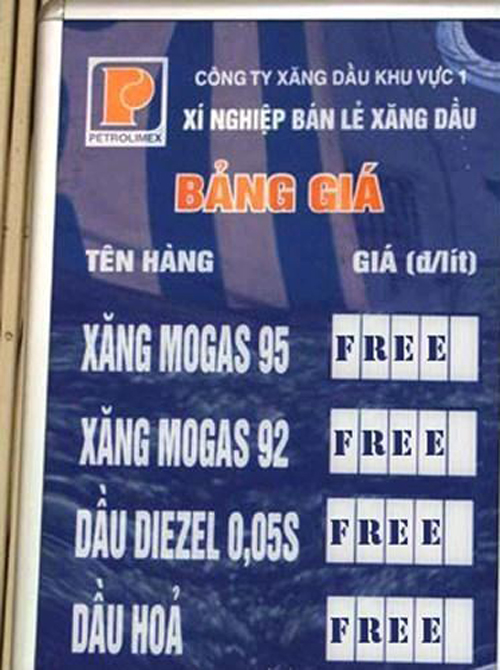 PETROLIMEX
CÔNG TY XĂNG DẦU KHU VỰC 1
XÍ NGHIỆP BÁN LẺ XĂNG DẦU
BẢNG GIÁ
TÊN HÀNG GIÁ (đ/lít)
XĂNG MOGAS 95 FREE
XĂNG MOGAS 92 FREE
DẦU DIEZEL 0,05S FREE
DẦU HOẢ FREE